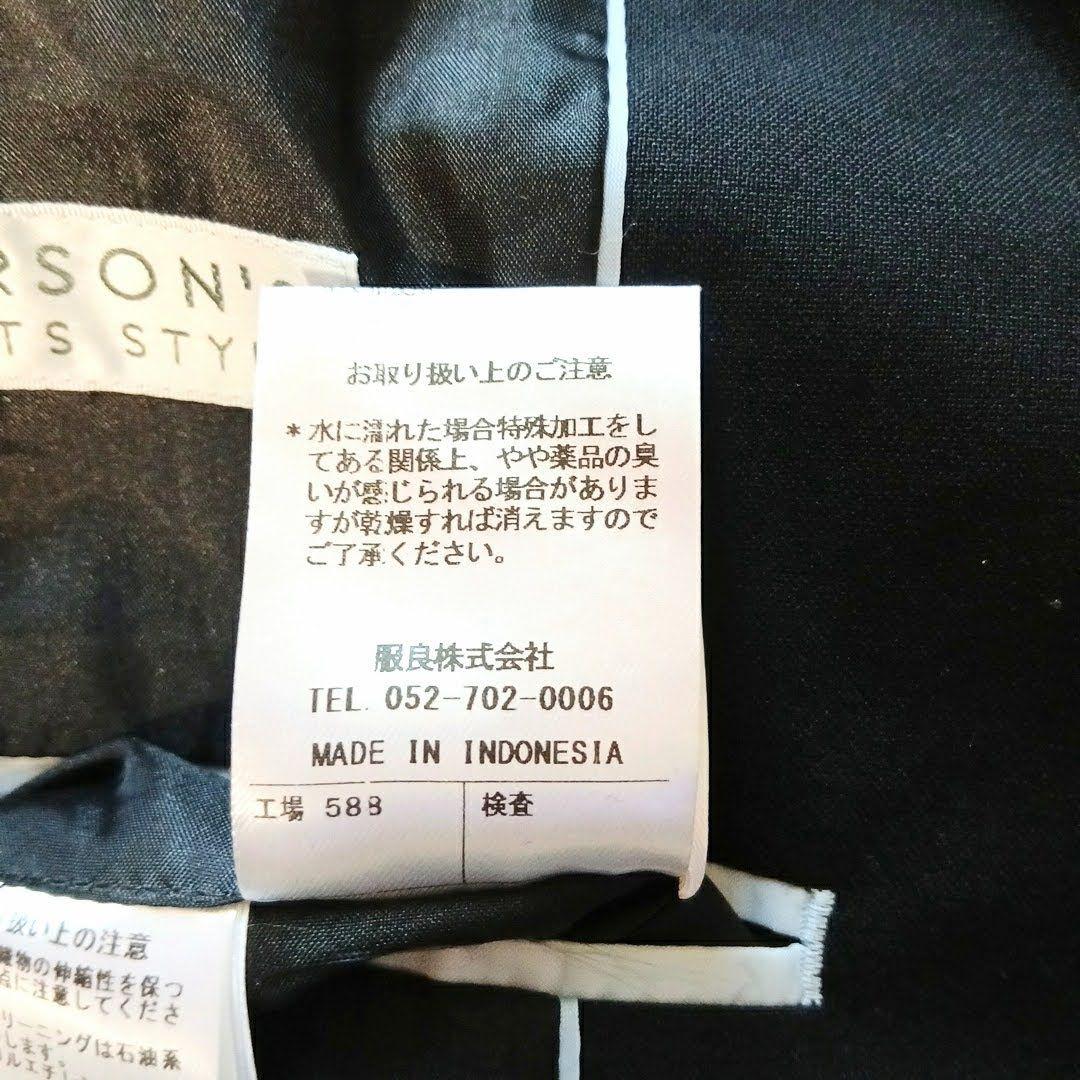 RSON's
TS STY
お取り扱い上のご注意
*水に濡れた場合特殊加工をし
てある関係上、やや薬品の臭
いが感じられる場合がありま
すが乾燥すれば消えますので
ご了承ください。
服良株式会社
TEL. 052-702-0006
MADE IN INDONESIA
工場 588 検査
扱い上の注意
織物の伸縮性を保つ
点に注意してくださ
リーニングは石油系
します。